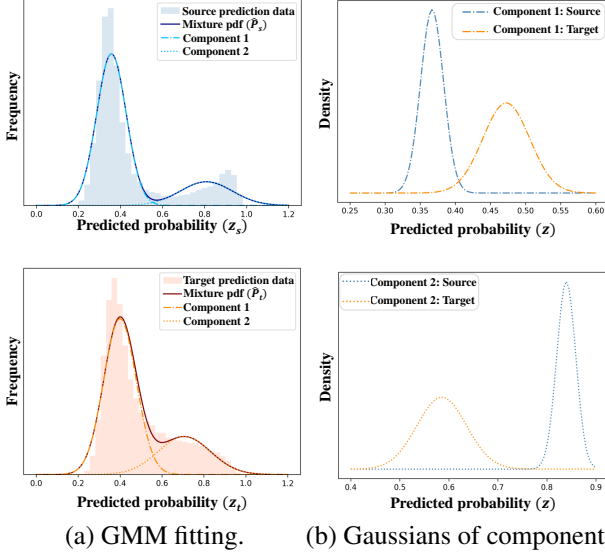 Source prediction data
Mixture pdf (P̂ₛ)
Component 1
Component 2
Frequency
0.0 0.2 0.4 0.6 0.8 1.0 1.2
Predicted probability (zₛ)
Component 1: Source
Component 1: Target
Density
0.25 0.30 0.35 0.40 0.45 0.50 0.55 0.60
Predicted probability (z)
Target prediction data
Mixture pdf (P̂ₜ)
Component 1
Component 2
Frequency
0.0 0.2 0.4 0.6 0.8 1.0 1.2
Predicted probability (zₜ)
Component 2: Source
Component 2: Target
Density
0.4 0.5 0.6 0.7 0.8 0.9
Predicted probability (z)
(a) GMM fitting.
(b) Gaussians of component